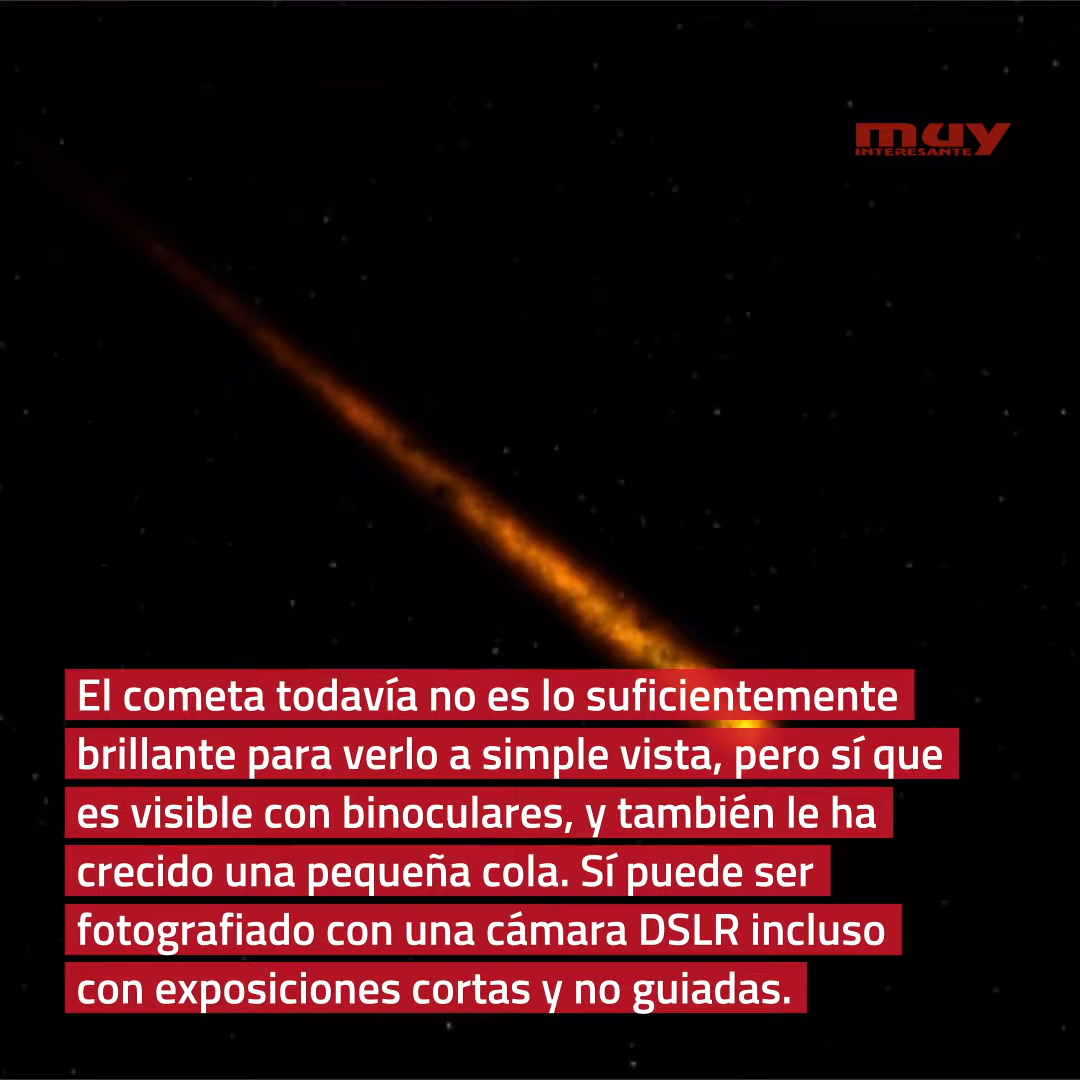 muy
INTERESANTE
El cometa todavía no es lo suficientemente
brillante para verlo a simple vista, pero sí que
es visible con binoculares, y también le ha
crecido una pequeña cola. Sí puede ser
fotografiado con una cámara DSLR incluso
con exposiciones cortas y no guiadas.